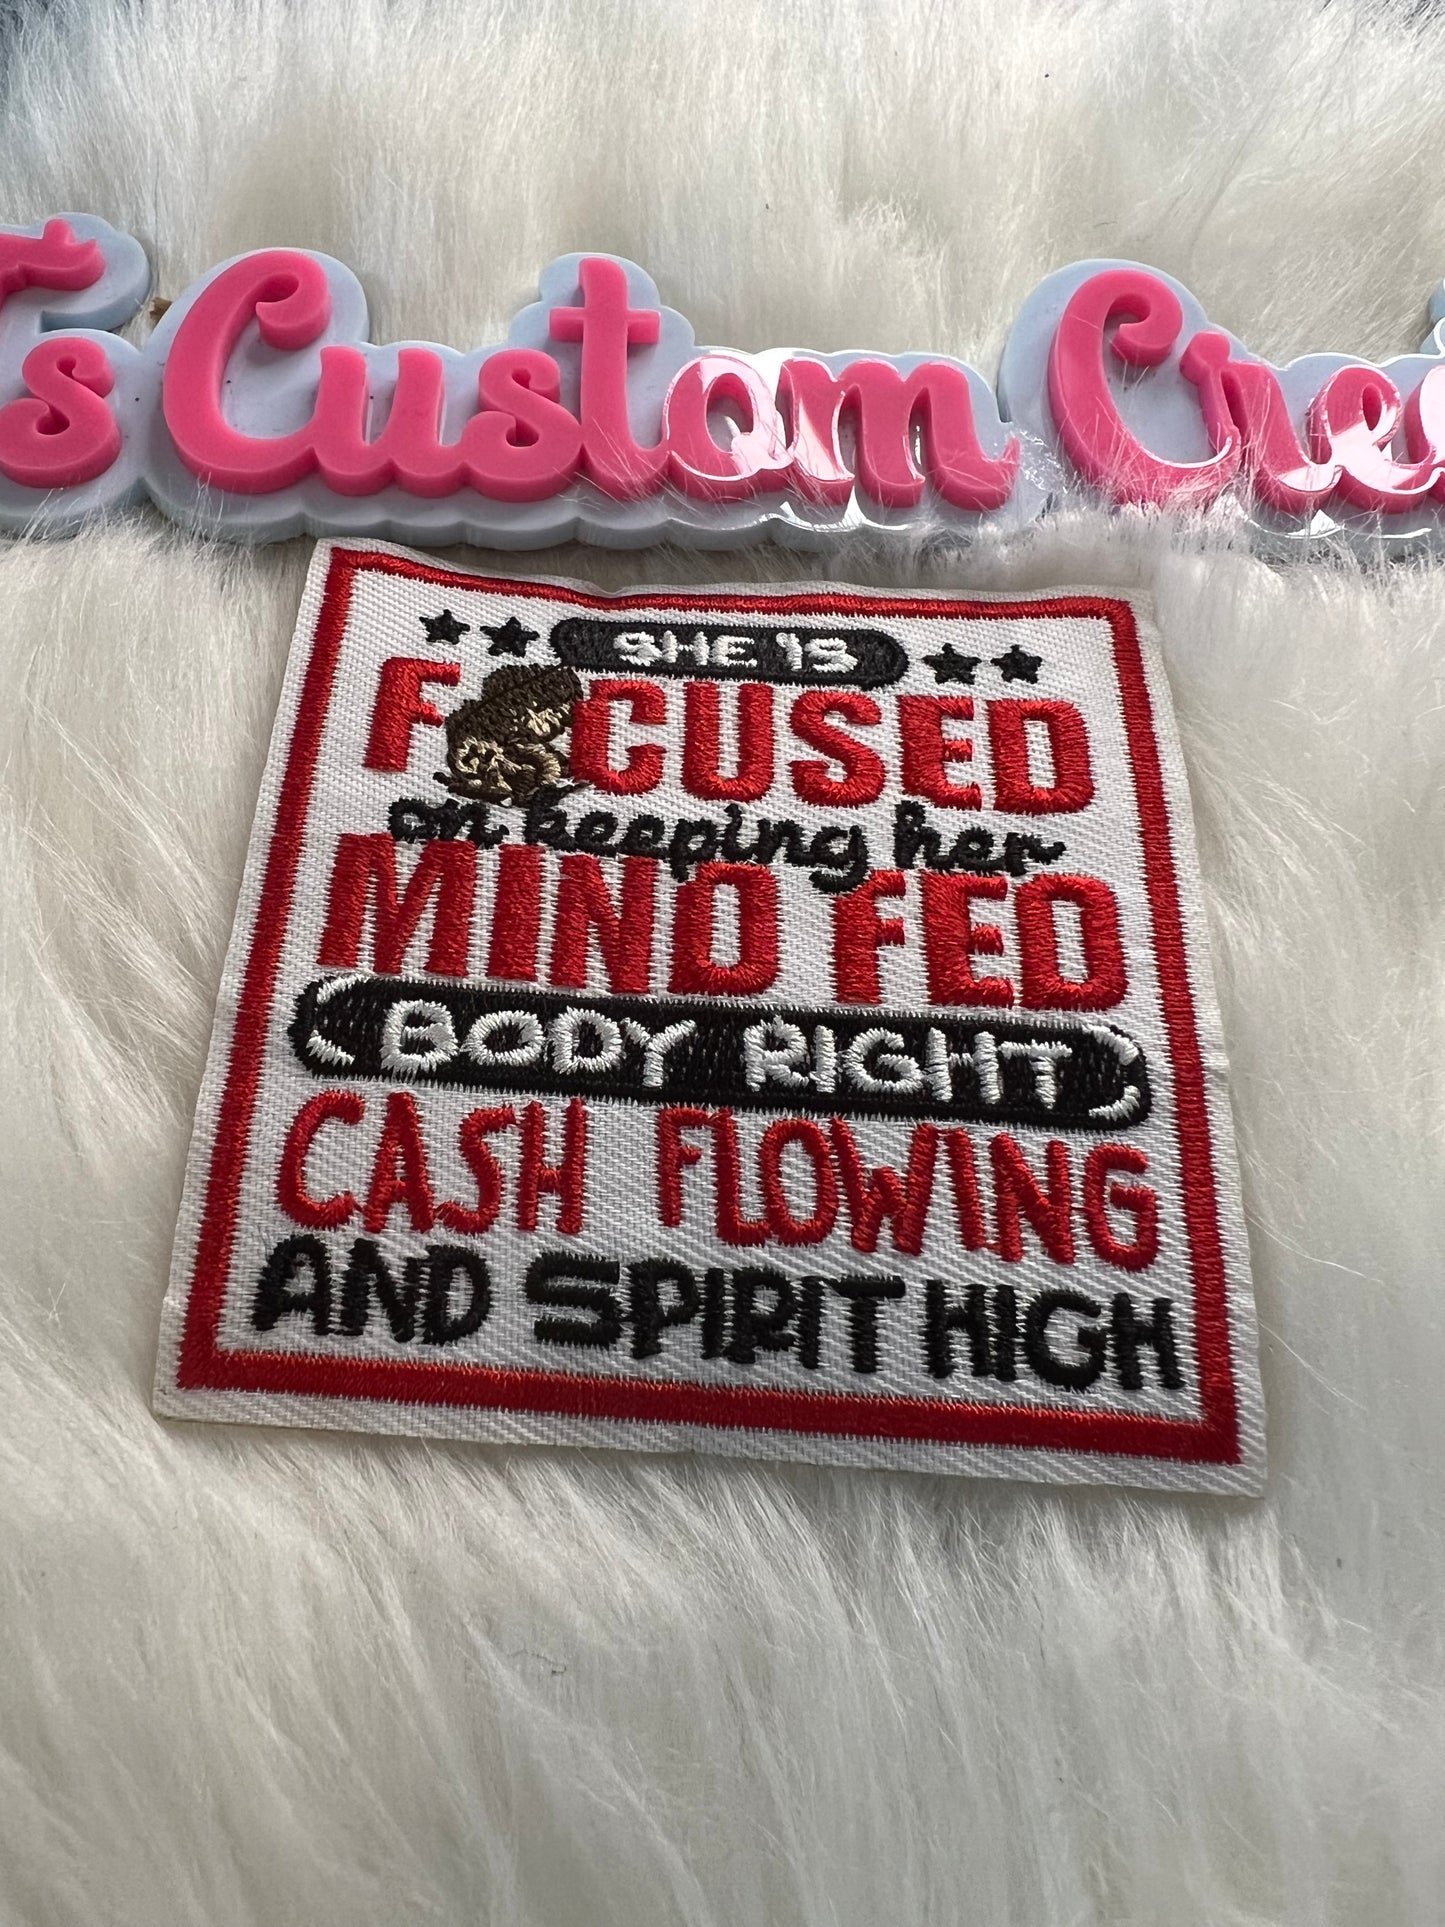 's Custom Cre
SHE IS
FOCUSED
on keeping her
MIND FED
BODY RIGHT
CASH FLOWING
AND SPIRIT HIGH